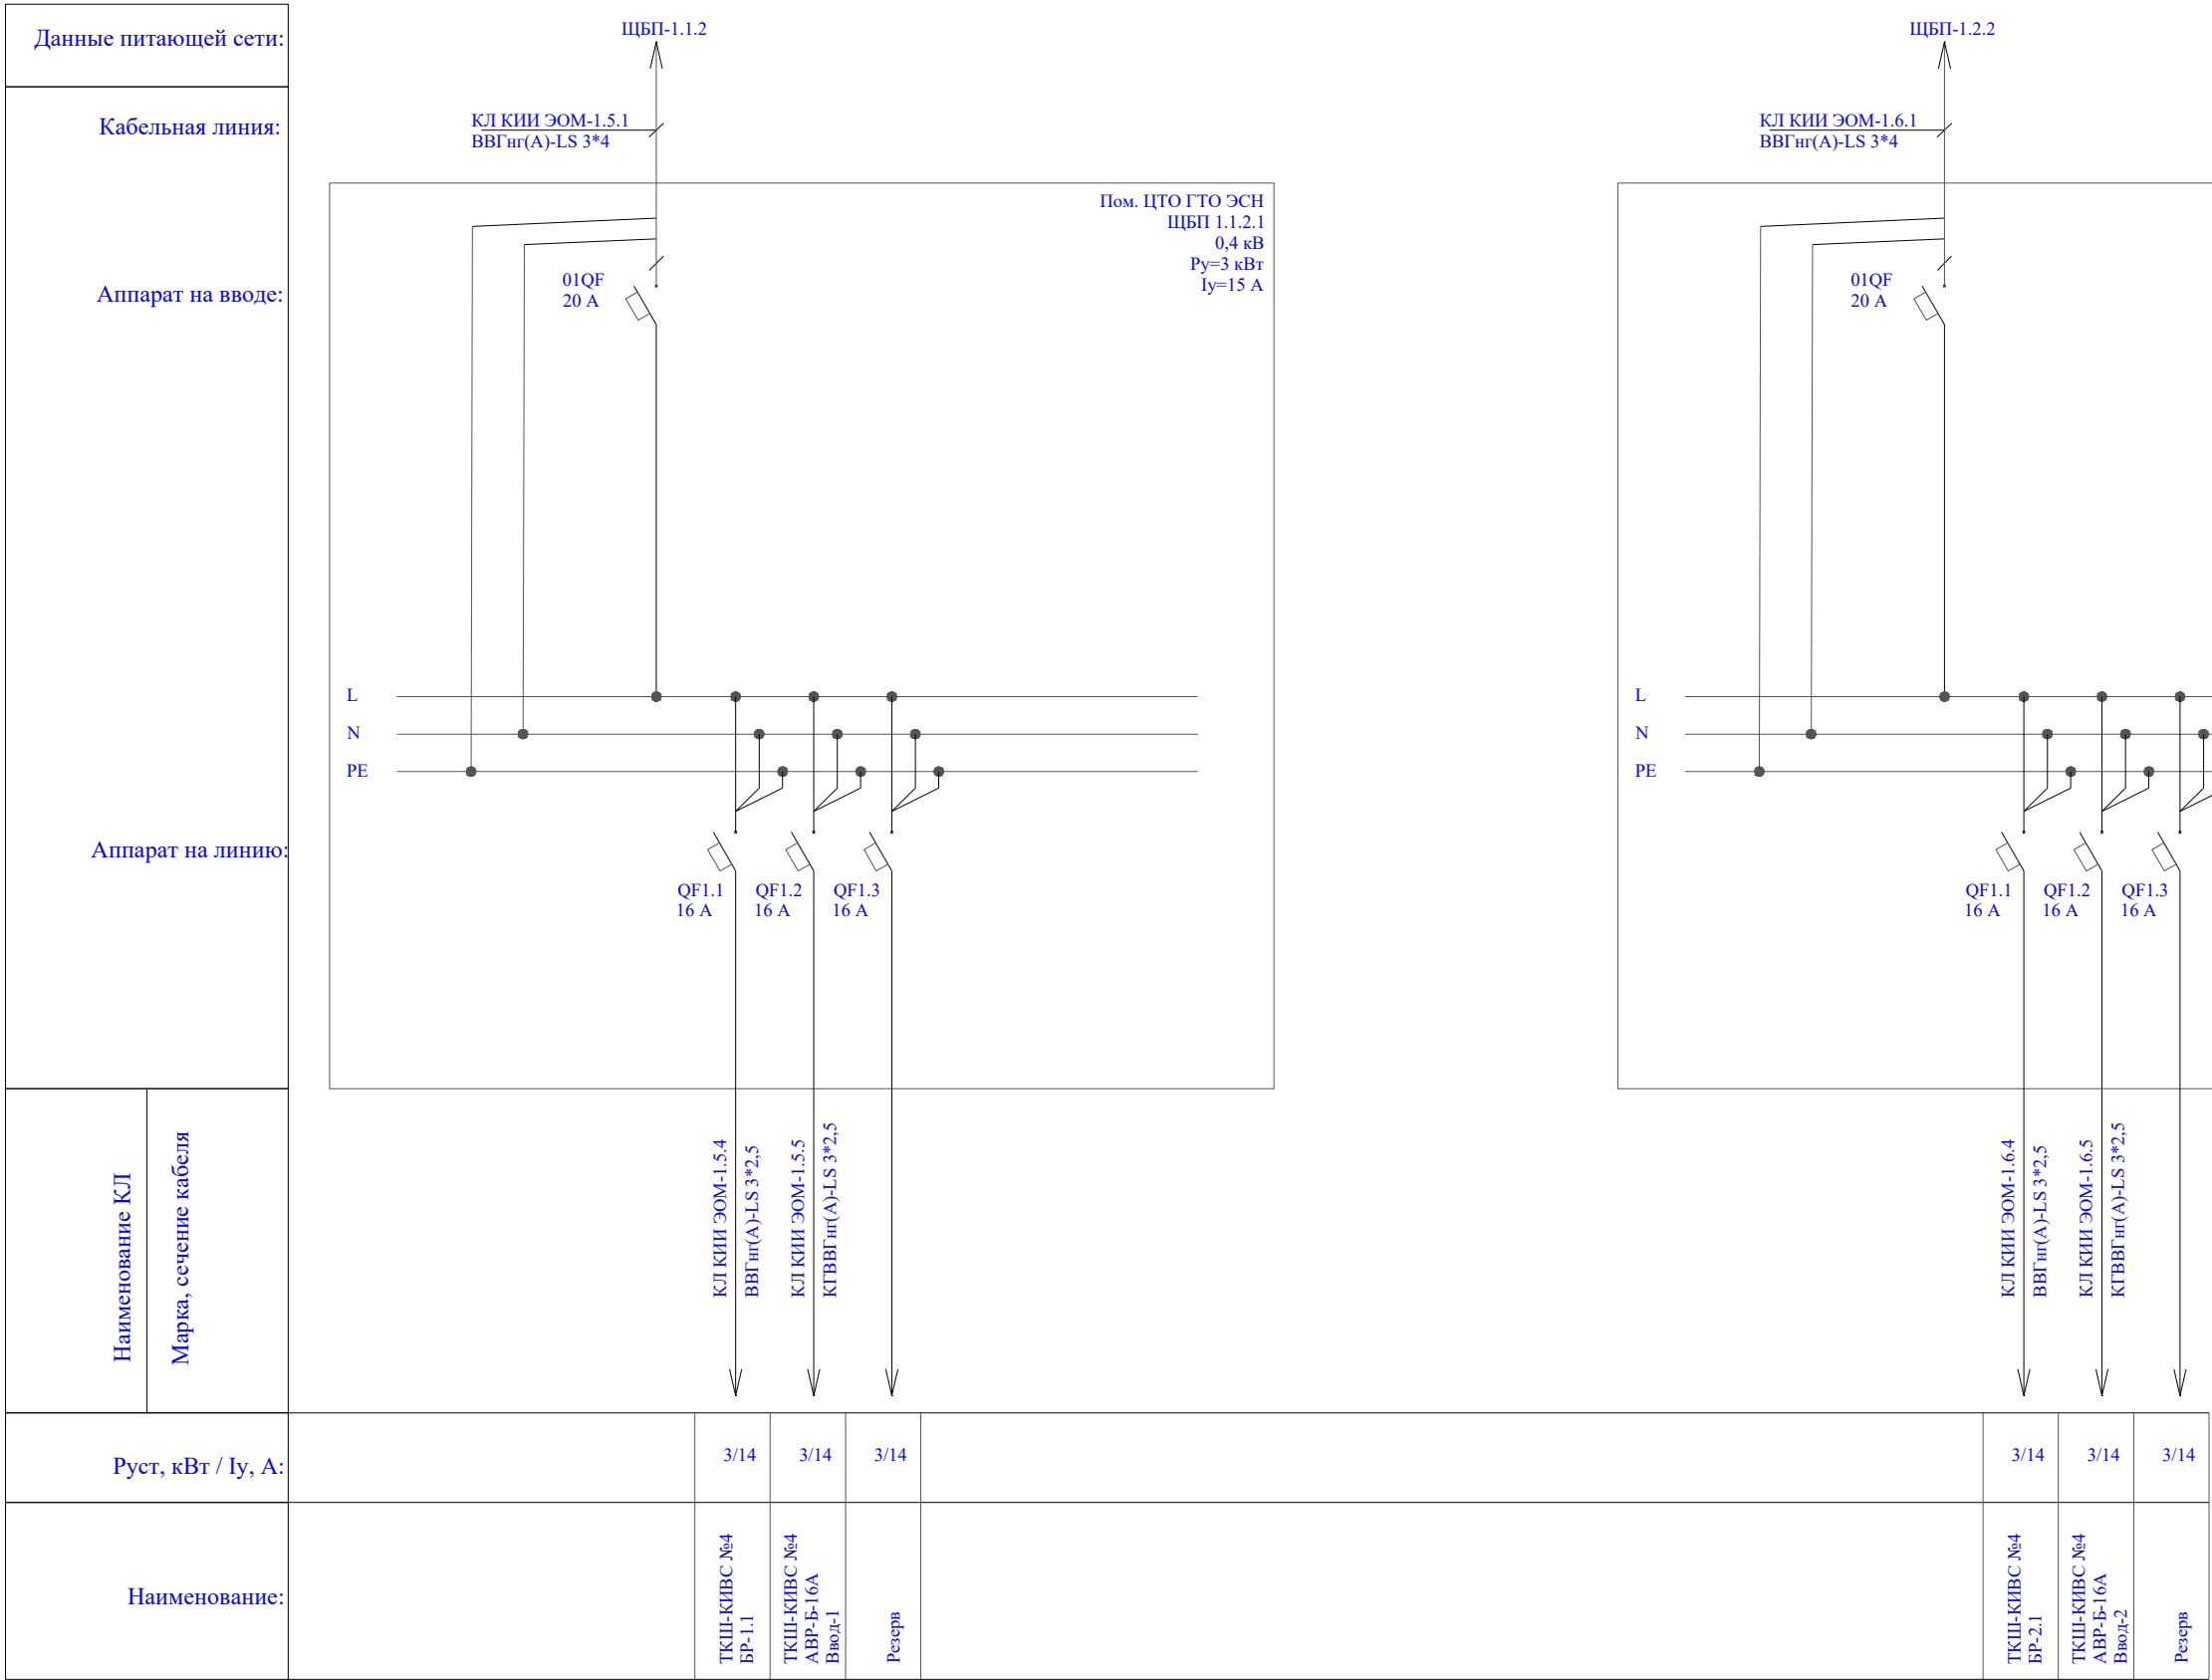 Данные питающей сети:
ЩБП-1.1.2
ЩБП-1.2.2
Кабельная линия:
КЛ КИИ ЭОМ-1.5.1
ВВГнг(А)-LS 3*4
КЛ КИИ ЭОМ-1.6.1
ВВГнг(А)-LS 3*4
Пом. ЦТО ГТО ЭСН
ЩБП 1.1.2.1
0,4 кВ
Ру=3 кВт
Iу=15 А
Аппарат на вводе:
01QF
20 А
01QF
20 А
L
N
PE
L
N
PE
Аппарат на линию:
QF1.1
16 А
QF1.2
16 А
QF1.3
16 А
QF1.1
16 А
QF1.2
16 А
QF1.3
16 А
Наименование КЛ
Марка, сечение кабеля
КЛ КИИ ЭОМ-1.5.4
ВВГнг(А)-LS 3*2,5
КЛ КИИ ЭОМ-1.5.5
КГВВГнг(А)-LS 3*2,5
КЛ КИИ ЭОМ-1.6.4
ВВГнг(А)-LS 3*2,5
КЛ КИИ ЭОМ-1.6.5
КГВВГнг(А)-LS 3*2,5
Руст, кВт / Iу, А:
3/14
3/14
3/14
3/14
3/14
3/14
Наименование:
ТКШ-КИВС №4
БР-1.1
ТКШ-КИВС №4
АВР-Б-16А
Ввод-1
Резерв
ТКШ-КИВС №4
БР-2.1
ТКШ-КИВС №4
АВР-Б-16А
Ввод-2
Резерв